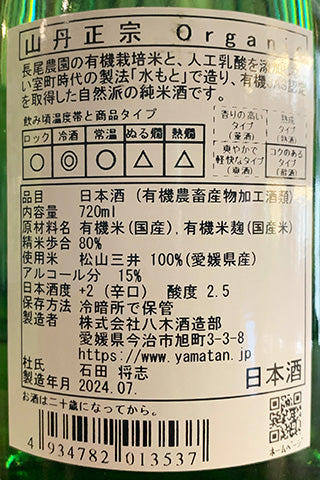 山丹正宗 Organic
長尾農園の有機栽培米と、人工乳酸を添加
い室町時代の製法「水もと」で造り、有機JAS認定
を取得した自然派の純米酒です。
飲み頃温度帯と商品タイプ
ロック 冷酒 常温 ぬる燗 熱燗
○ ◎ ◎ △ △
香りの高い
タイプ
(薫酒)
熟成
タイプ
(熟酒)
爽やかで
軽快なタイプ
(爽酒)
コクのある
タイプ
(醇酒)
品目 日本酒 (有機農畜産物加工酒類)
内容量 720ml
原材料名 有機米(国産), 有機米麹(国産米)
精米歩合 80%
使用米 松山三井 100%(愛媛県産)
アルコール分 15%
日本酒度 +2 (辛口) 酸度 2.5
保存方法 冷暗所で保管
製造者 株式会社八木酒造部
愛媛県今治市旭町3-3-8
https://www.yamatan.jp
杜氏 石田 将志
製造年月 2024.07.
日本酒
お酒は二十歳になってから。
4 934782 013537
ホームページ